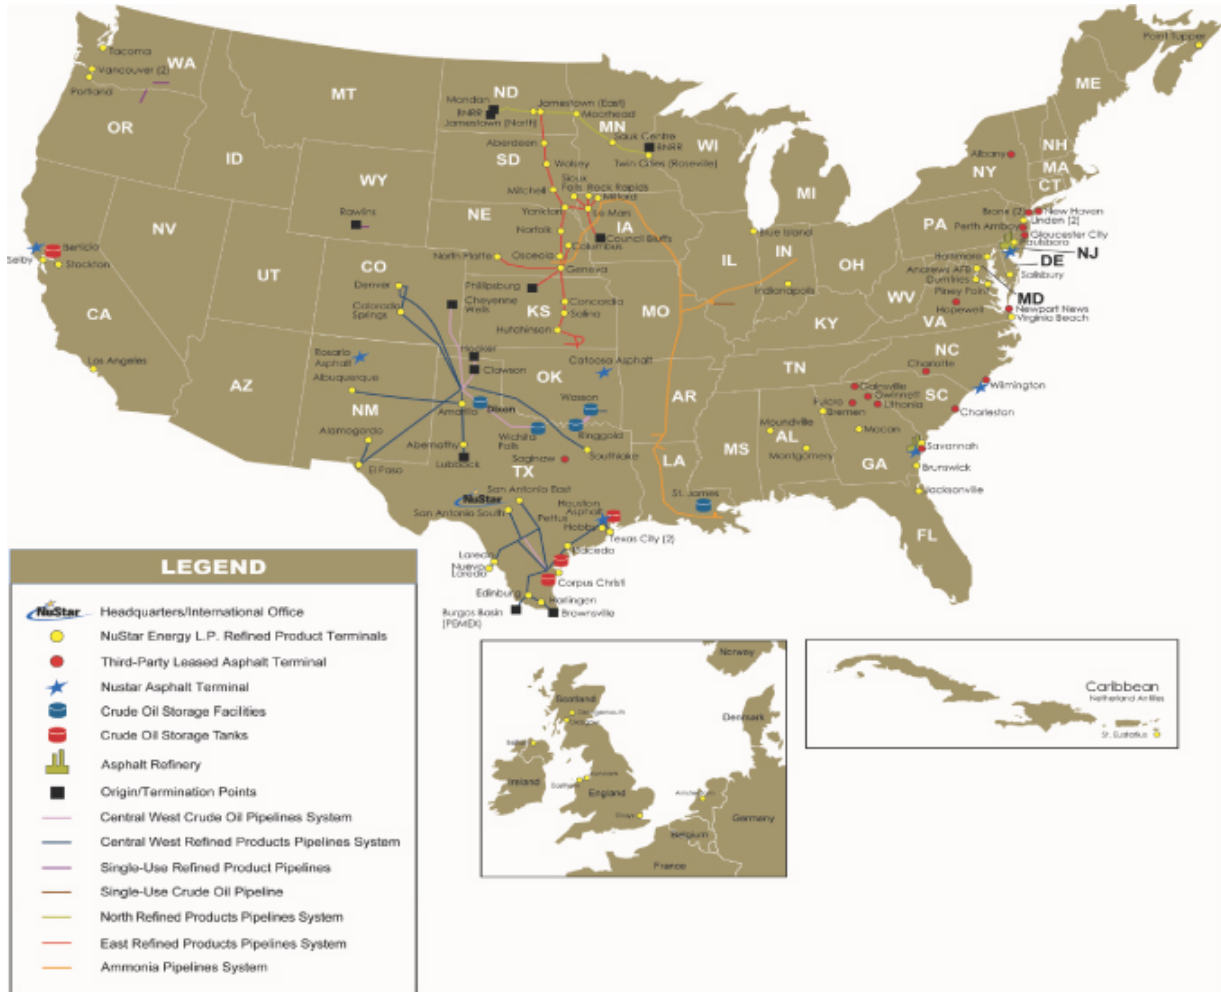 Point Tupper
Tacoma
WA
Vancouver (2)
Portland
MT
ND
ME
Mandan
BNRR
Jamestown (North)
Jamestown (East)
Moorhead
MN
OR
Sauk Centre
BNRR
Twin Cities (Roseville)
WI
NH
Albany
MA
NY
CT
Aberdeen
SD
Wolsey
ID
WY
Sioux
Falls
Rock Rapids
Milford
Mitchell
MI
Rawlins
NE
Yankton
Le Mars
IA
PA
New Haven
Linden (2)
Perth Amboy
Gloucester City
Paulsboro
NJ
NV
Norfolk
Council Bluffs
Blue Island
Benicia
Selby
Stockton
UT
CO
North Platte
Osceola
Columbus
Geneva
IL
IN
OH
Baltimore
DE
Andrews AFB
Salisbury
Dumfries
Piney Point
MD
Denver
Phillipsburg
Indianapolis
WV
CA
Colorado
Springs
Cheyenne
Wells
KS
Concordia
Salina
MO
Hopewell
Newport News
Virginia Beach
VA
KY
Hutchinson
Los Angeles
Rosario
Asphalt
Hooker
Clawson
Catoosa Asphalt
TN
NC
Charlotte
AZ
Albuquerque
OK
Wilmington
NM
Amarillo
Dixon
Wasson
AR
Gainsville
Gwinnett
Lithonia
SC
Charleston
Bremen
Alamogordo
Abernathy
Wichita
Falls
Ringgold
MS
Moundville
AL
Macon
El Paso
Lubbock
TX
Saginaw
Southlake
LA
Montgomery
GA
Savannah
Brunswick
San Antonio East
NuStar
San Antonio South
Pettus
Houston
Asphalt
Hobby
St. James
Jacksonville
Texas City (2)
FL
Laredo
Nuevo
Laredo
Placedo
Corpus Christi
Edinburg
Harlingen
Burgos Basin
(PEMEX)
Brownsville
LEGEND
NuStar
Headquarters/International Office
NuStar Energy L.P. Refined Product Terminals
Third-Party Leased Asphalt Terminal
Nustar Asphalt Terminal
Crude Oil Storage Facilities
Crude Oil Storage Tanks
Asphalt Refinery
Origin/Termination Points
Central West Crude Oil Pipelines System
Central West Refined Products Pipelines System
Single-Use Refined Product Pipelines
Single-Use Crude Oil Pipeline
North Refined Products Pipelines System
East Refined Products Pipelines System
Ammonia Pipelines System
Norway
Scotland
Denmark
Ireland
England
Belgium
Germany
France
Caribbean
Netherland Antilles
St. Eustatius